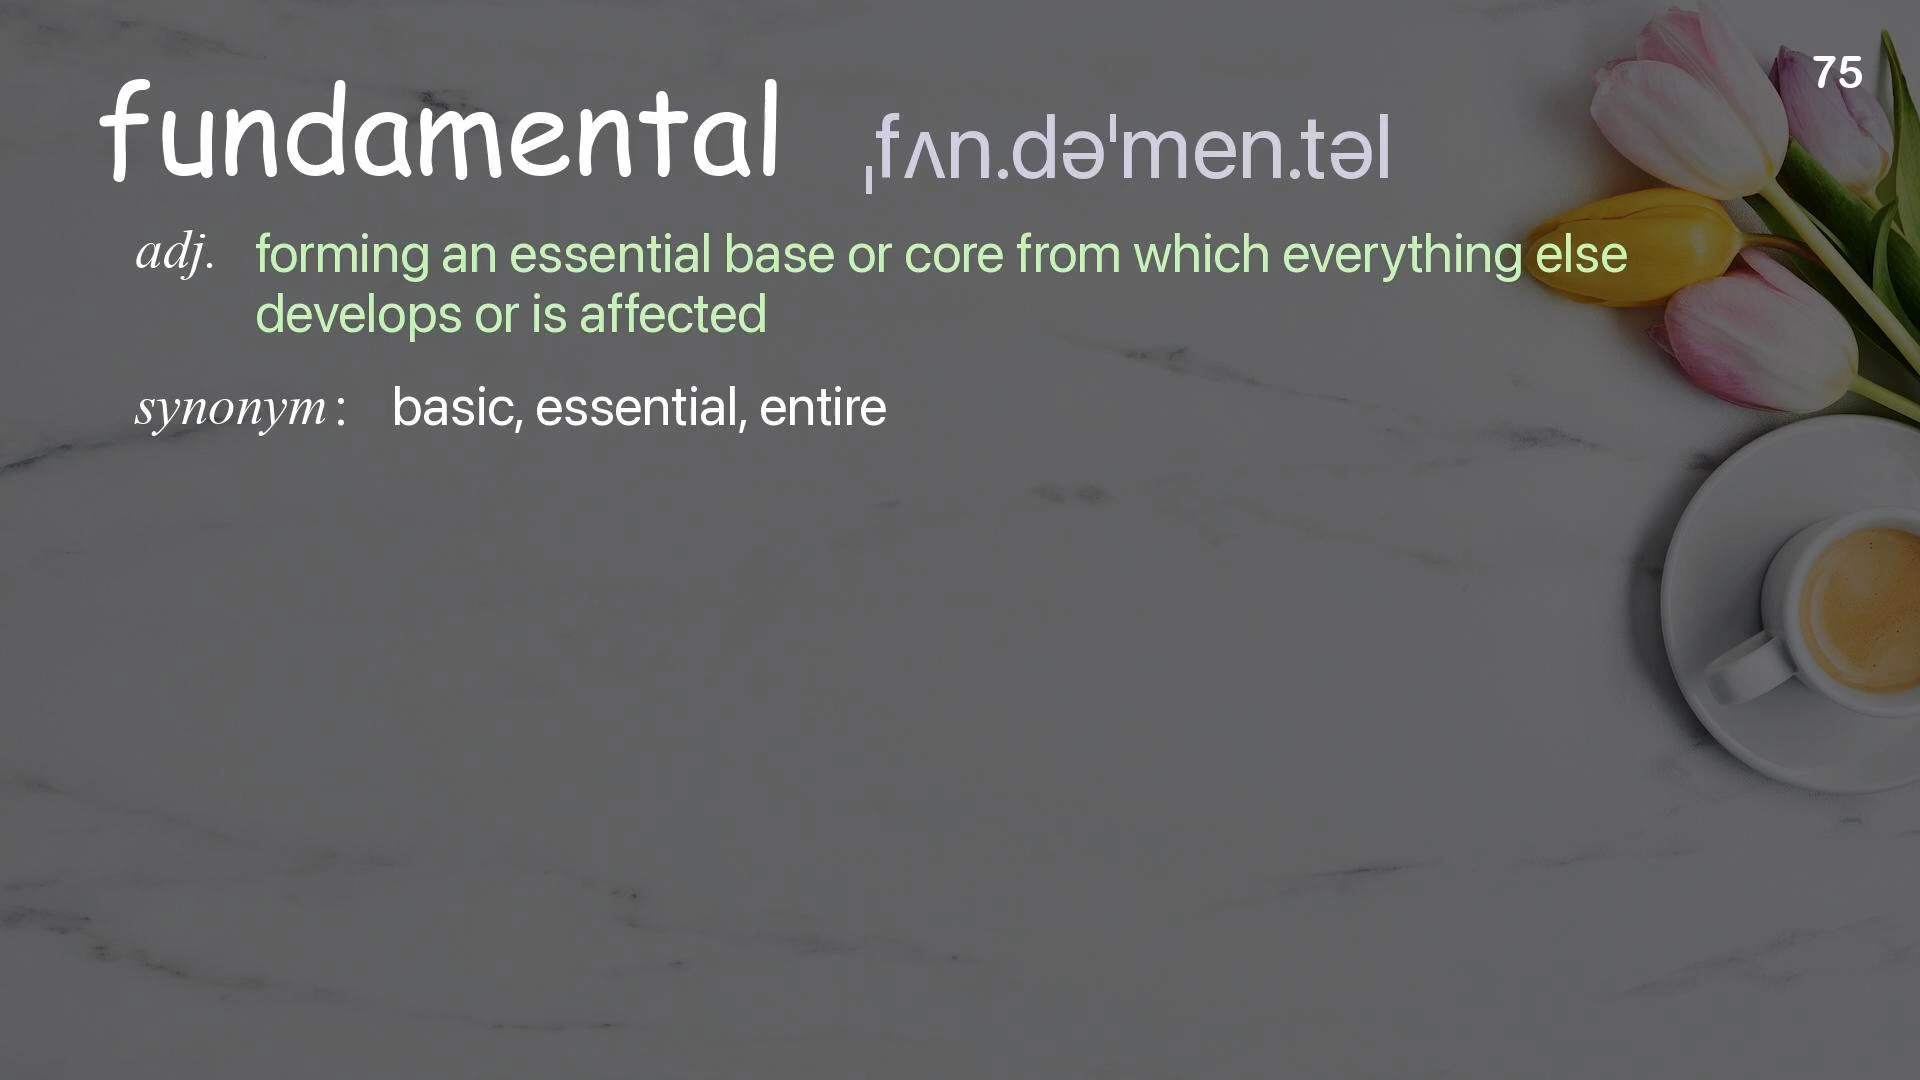 75
fundamental ˌfʌn.dəˈmen.təl
adj. forming an essential base or core from which everything else
develops or is affected
synonym: basic, essential, entire